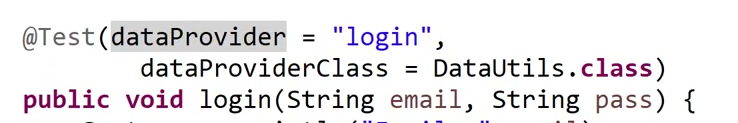 @Test(dataProvider = "login",
dataProviderClass = DataUtils.class)
public void login(String email, String pass) {